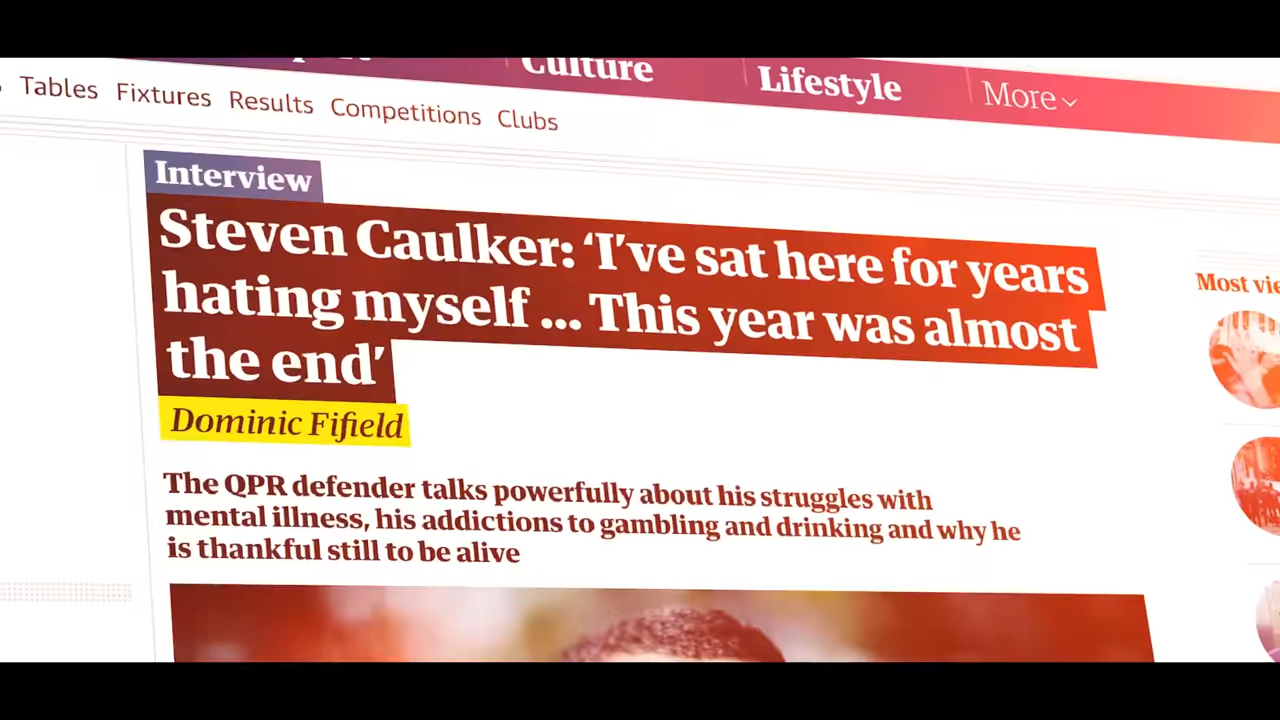 Culture Lifestyle More
Tables Fixtures Results Competitions Clubs
Interview
Steven Caulker: ‘I’ve sat here for years
hating myself ... This year was almost
the end’
Dominic Fifield
The QPR defender talks powerfully about his struggles with
mental illness, his addictions to gambling and drinking and why he
is thankful still to be alive
Most vie